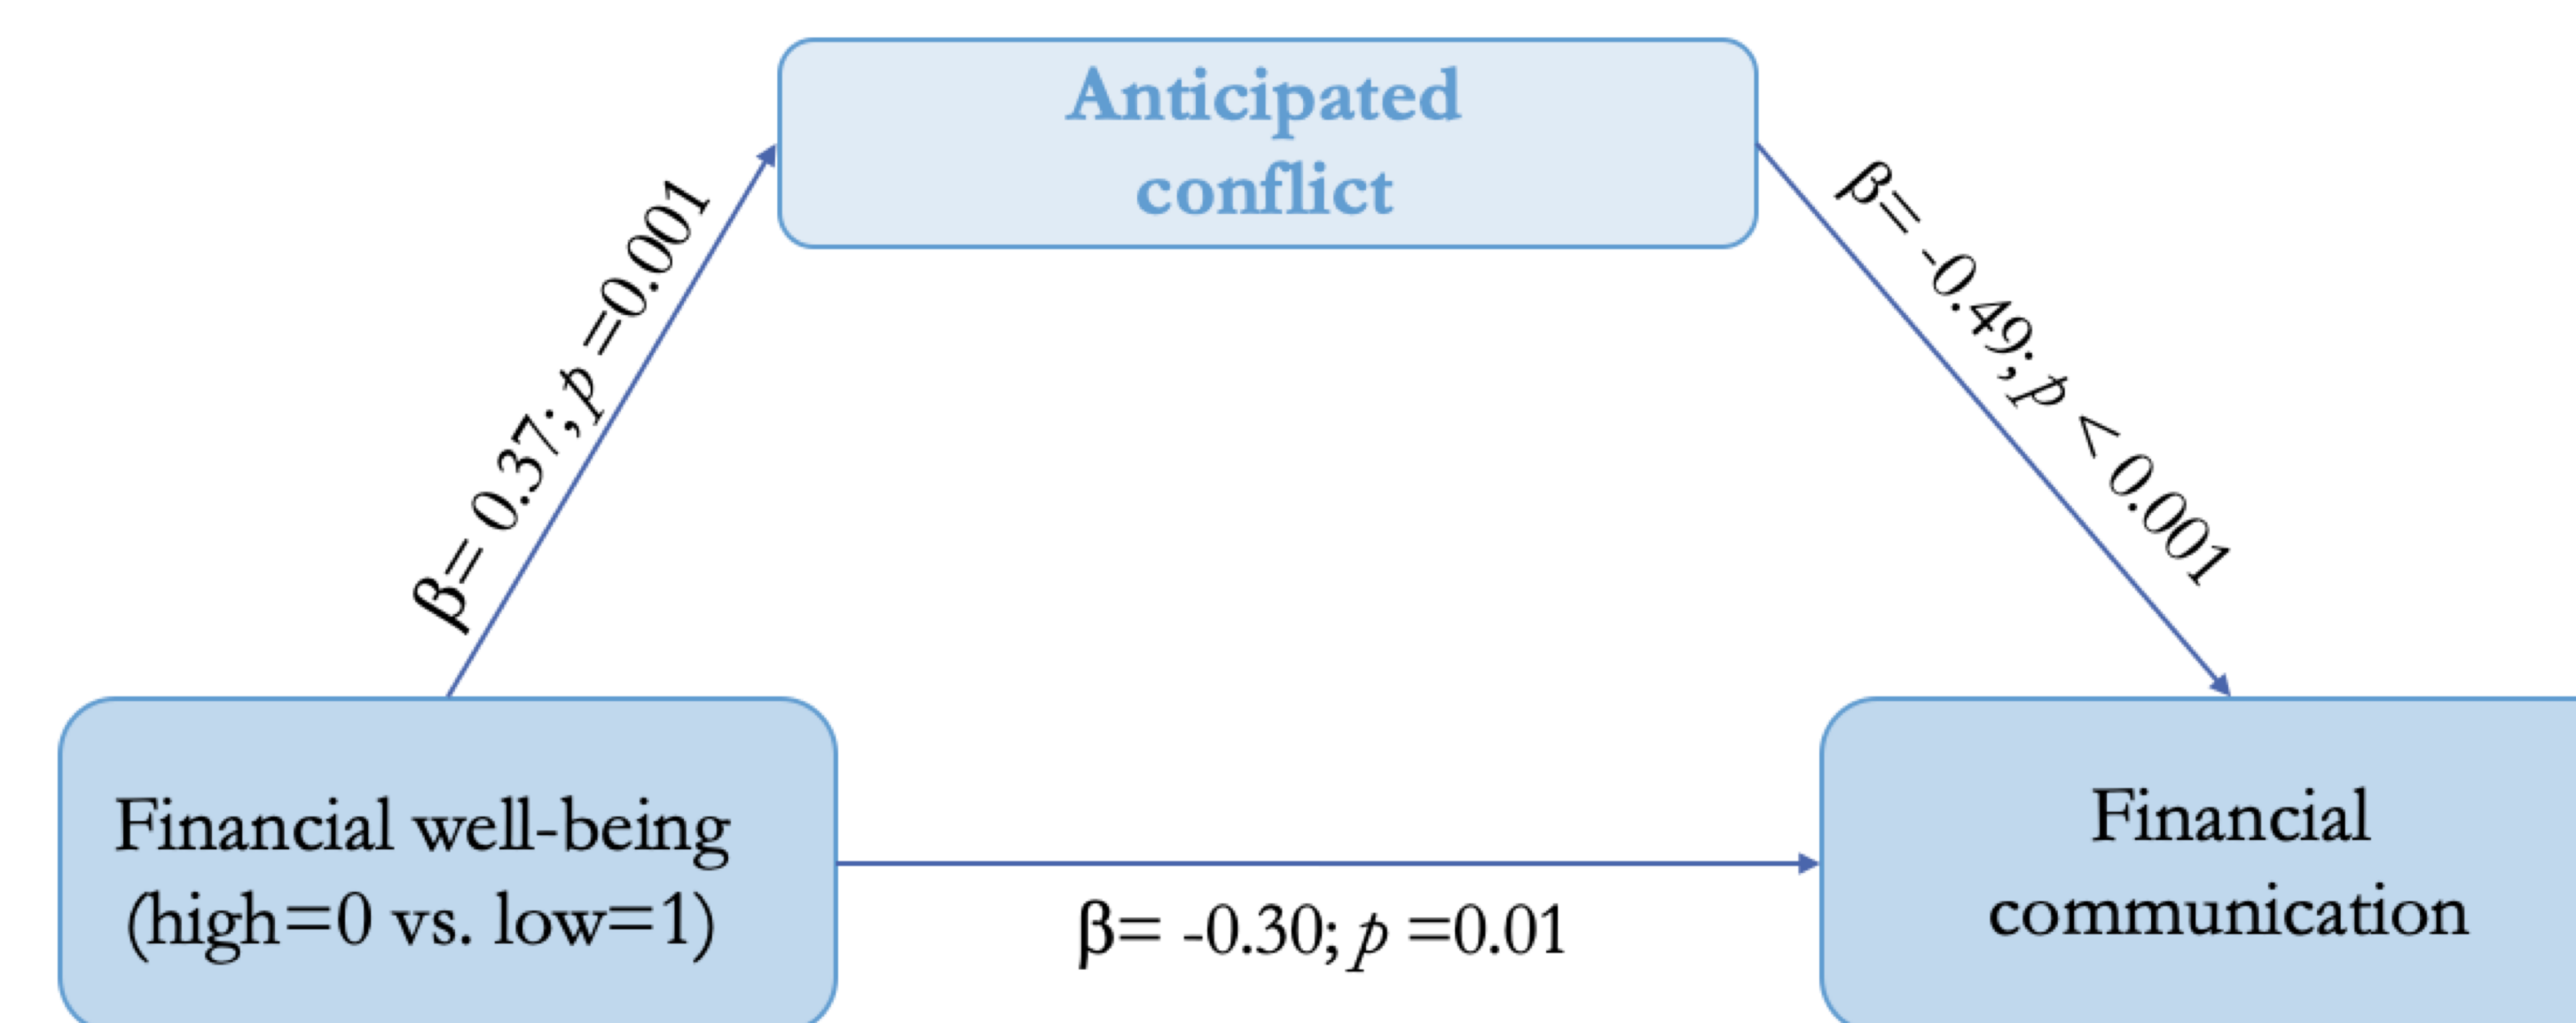 Anticipated
conflict
β= 0.37; p =0.001
β= -0.49; p < 0.001
Financial well-being
(high=0 vs. low=1)
β= -0.30; p =0.01
Financial
communication